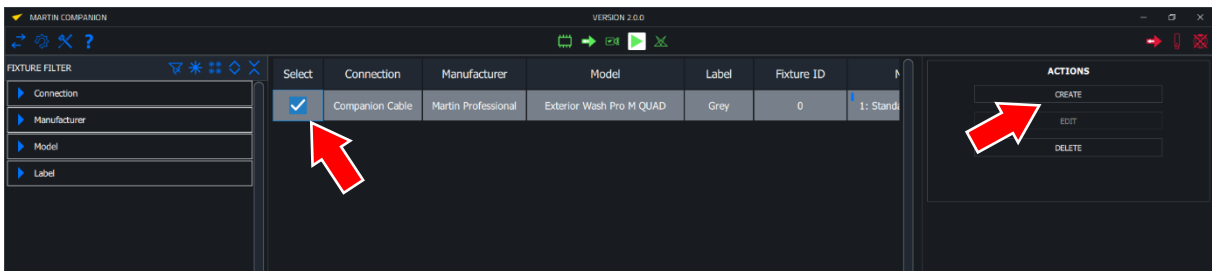 MARTIN COMPANION
VERSION 2.0.0
?
FIXTURE FILTER
Connection
Manufacturer
Model
Label
Select Connection Manufacturer Model Label Fixture ID
Companion Cable Martin Professional Exterior Wash Pro M QUAD Grey 0 1: Standa
ACTIONS
CREATE
EDIT
DELETE